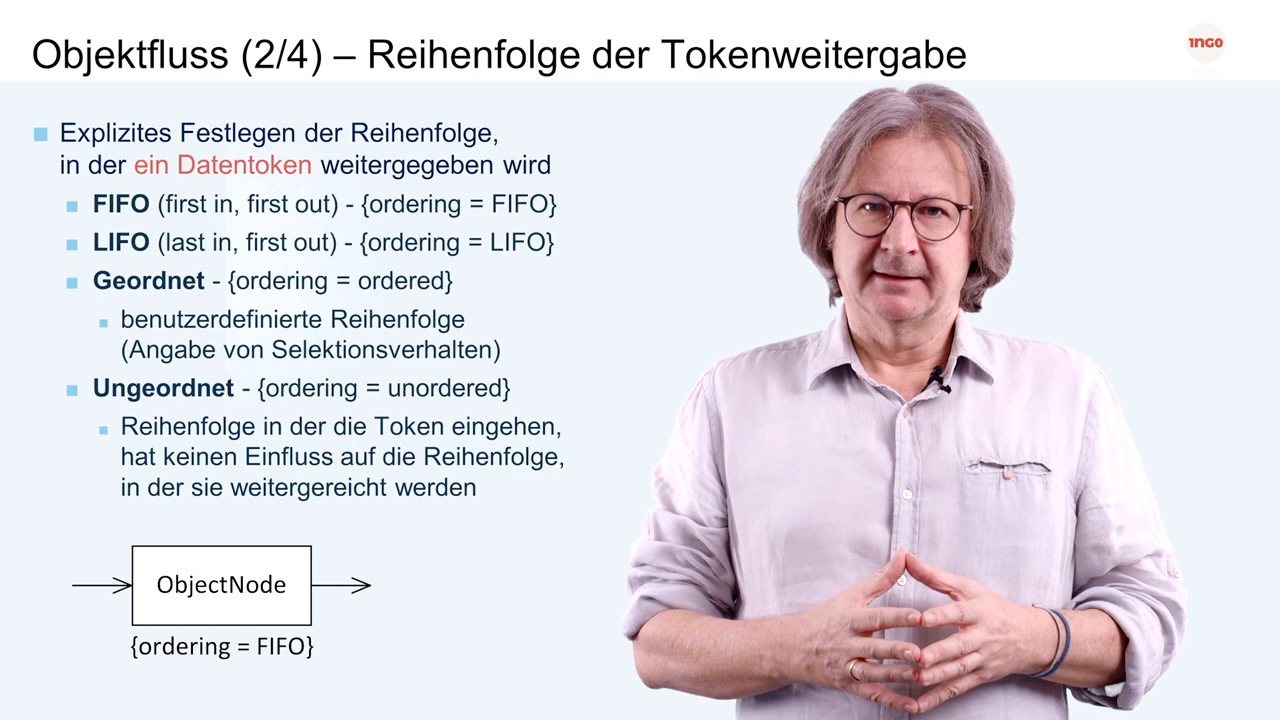 Objektfluss (2/4) – Reihenfolge der Tokenweitergabe
1NGO
Explizites Festlegen der Reihenfolge,
in der ein Datentoken weitergegeben wird
FIFO (first in, first out) - {ordering = FIFO}
LIFO (last in, first out) - {ordering = LIFO}
Geordnet - {ordering = ordered}
benutzerdefinierte Reihenfolge
(Angabe von Selektionsverhalten)
Ungeordnet - {ordering = unordered}
Reihenfolge in der die Token eingehen,
hat keinen Einfluss auf die Reihenfolge,
in der sie weitergereicht werden
ObjectNode
{ordering = FIFO}